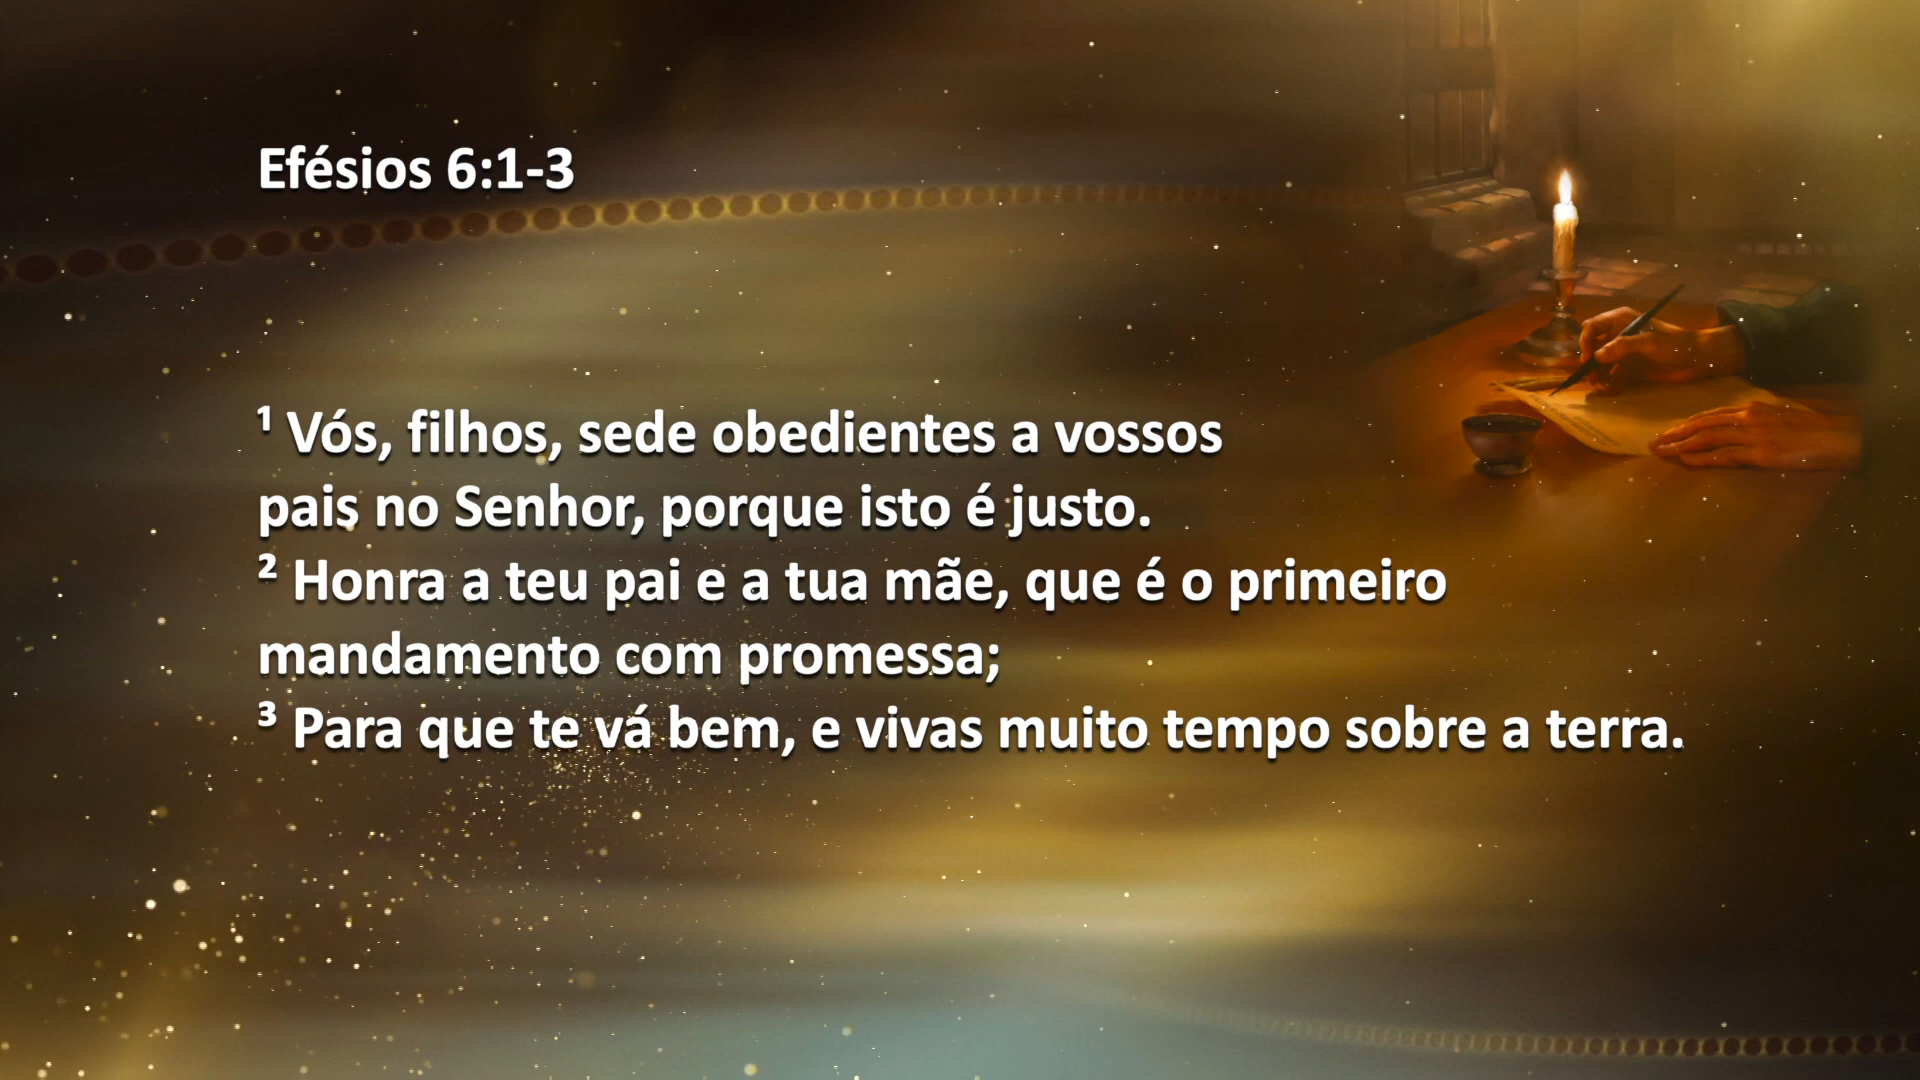 Efésios 6:1-3
¹ Vós, filhos, sede obedientes a vossos
pais no Senhor, porque isto é justo.
² Honra a teu pai e a tua mãe, que é o primeiro
mandamento com promessa;
³ Para que te vá bem, e vivas muito tempo sobre a terra.